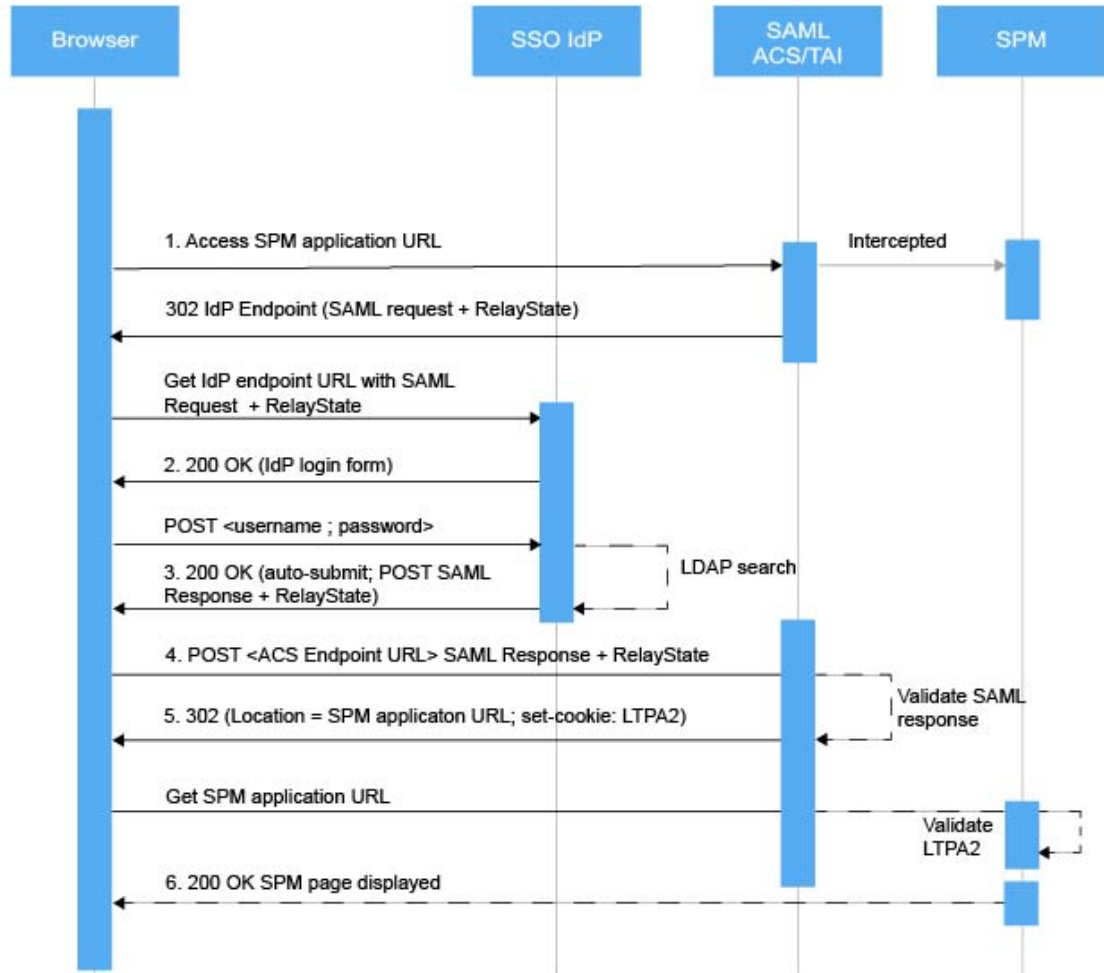 Browser
SSO IdP
SAML
ACS/TAI
SPM
1. Access SPM application URL
Intercepted
302 IdP Endpoint (SAML request + RelayState)
Get IdP endpoint URL with SAML
Request + RelayState
2. 200 OK (IdP login form)
POST <username ; password>
LDAP search
3. 200 OK (auto-submit; POST SAML
Response + RelayState)
4. POST <ACS Endpoint URL> SAML Response + RelayState
Validate SAML
response
5. 302 (Location = SPM applicaton URL; set-cookie: LTPA2)
Get SPM application URL
Validate
LTPA2
6. 200 OK SPM page displayed